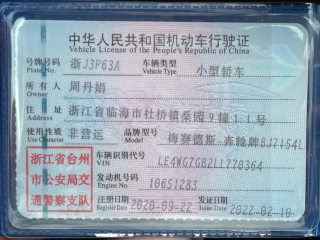 中华人民共和国机动车行驶证
Vehicle License of the People's Republic of China
号牌号码 浙J3P63A 车辆类型 小型轿车
Plate No. Vehicle Type
所有人 周丹娟
Owner
住址 浙江省临海市杜桥镇桑园9幢11号
Address
使用性质 非营运 品牌型号 梅赛德斯-奔驰牌BJ7154L
Use Character Model
浙江省台州
市公安局交
通警察支队
车辆识别代号 LE4WG7GB2LL770364
VIN
发动机号码 10651283
Engine No.
注册日期 2020-09-22 发证日期 2022-02-10
Register Date Issue Date